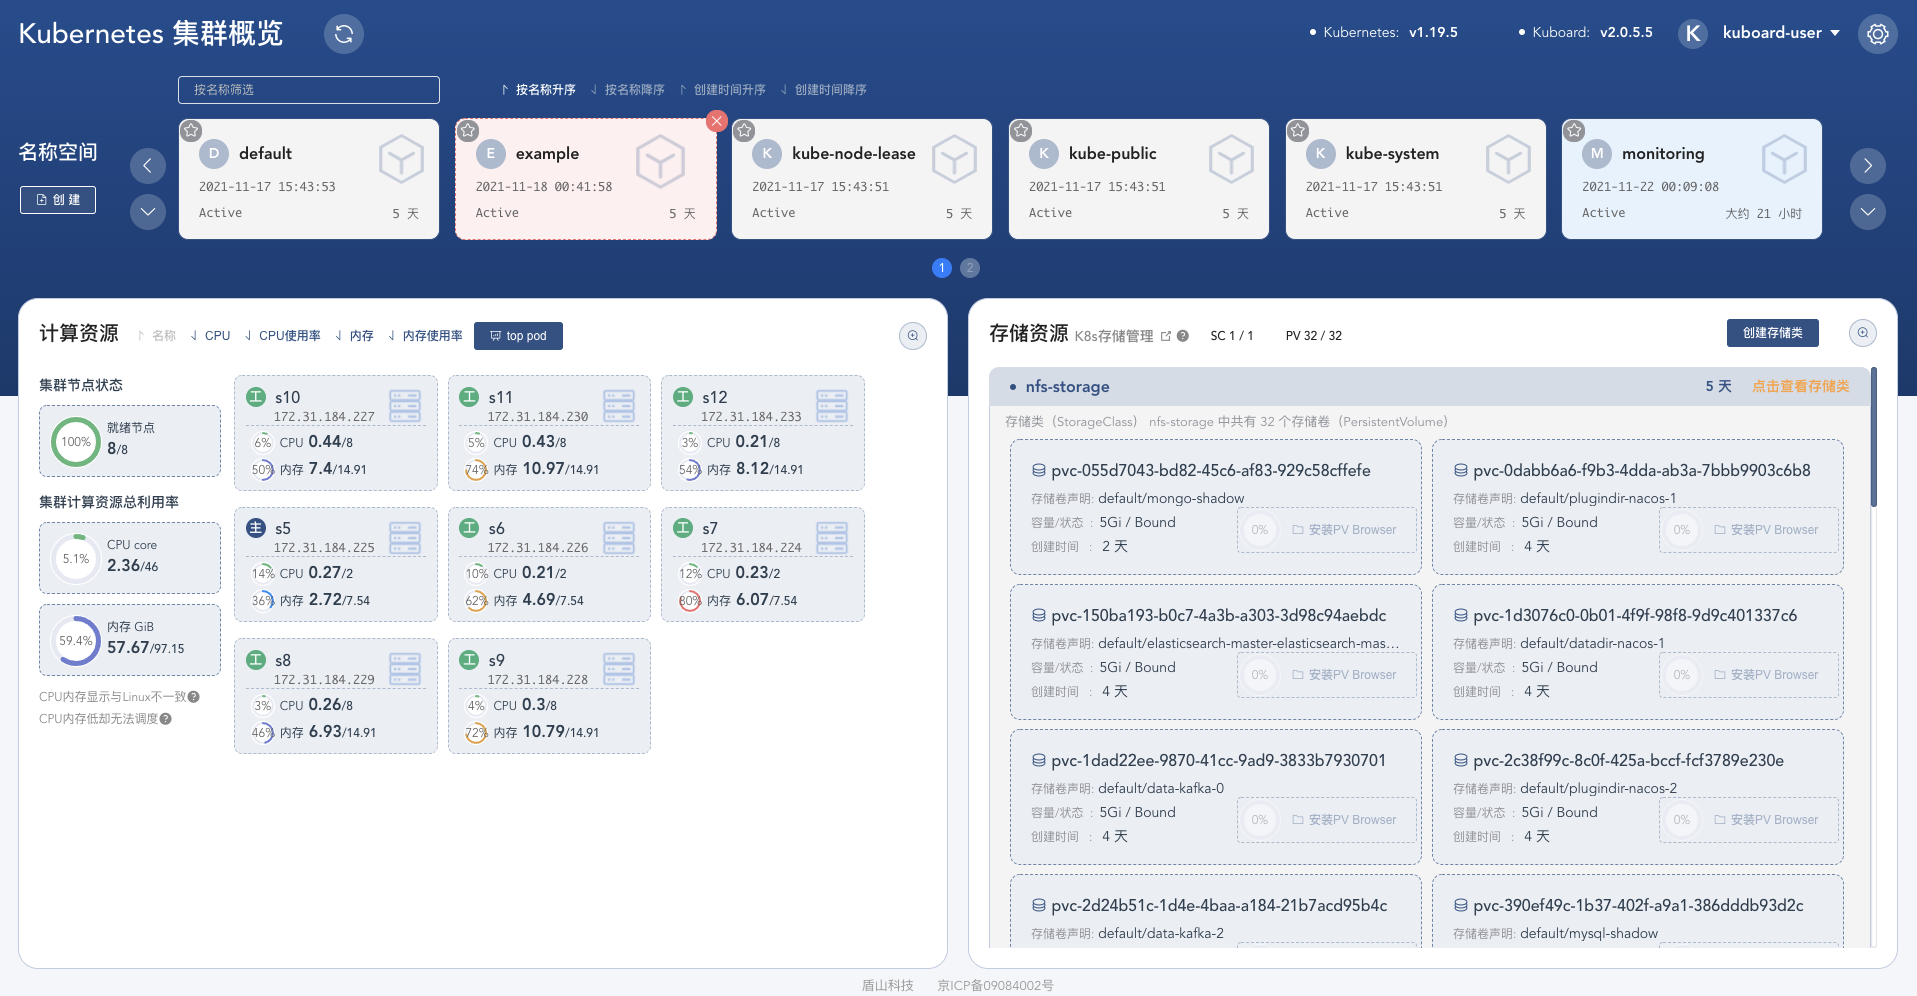 Kubernetes 集群概览
Kubernetes: v1.19.5
Kuboard: v2.0.5.5
K kuboard-user
按名称筛选
按名称升序 按名称降序 创建时间升序 创建时间降序
名称空间
创 建
D default
2021-11-17 15:43:53
Active 5 天
E example
2021-11-18 00:41:58
Active 5 天
K kube-node-lease
2021-11-17 15:43:51
Active 5 天
K kube-public
2021-11-17 15:43:51
Active 5 天
K kube-system
2021-11-17 15:43:51
Active 5 天
M monitoring
2021-11-22 00:09:08
Active 大约 21 小时
1 2
计算资源 名称 CPU CPU使用率 内存 内存使用率 top pod
集群节点状态
100% 就绪节点
8/8
集群计算资源总利用率
5.1% CPU core
2.36/46
59.4% 内存 GiB
57.67/97.15
CPU内存显示与Linux不一致
CPU内存低却无法调度
工 s10
172.31.184.227
6% CPU 0.44/8
50% 内存 7.4/14.91
工 s11
172.31.184.230
5% CPU 0.43/8
74% 内存 10.97/14.91
工 s12
172.31.184.233
3% CPU 0.21/8
54% 内存 8.12/14.91
主 s5
172.31.184.225
14% CPU 0.27/2
36% 内存 2.72/7.54
工 s6
172.31.184.226
10% CPU 0.21/2
62% 内存 4.69/7.54
工 s7
172.31.184.224
12% CPU 0.23/2
80% 内存 6.07/7.54
工 s8
172.31.184.229
3% CPU 0.26/8
46% 内存 6.93/14.91
工 s9
172.31.184.228
4% CPU 0.3/8
72% 内存 10.79/14.91
存储资源 K8s存储管理 SC 1 / 1 PV 32 / 32 创建存储类
nfs-storage 5 天 点击查看存储类
存储类（StorageClass） nfs-storage 中共有 32 个存储卷（PersistentVolume）
pvc-055d7043-bd82-45c6-af83-929c58cffefe
存储卷声明: default/mongo-shadow
容量/状态 : 5Gi / Bound
创建时间 : 2 天
0% 安装PV Browser
pvc-0dabb6a6-f9b3-4dda-ab3a-7bbb9903c6b8
存储卷声明: default/plugindir-nacos-1
容量/状态 : 5Gi / Bound
创建时间 : 4 天
0% 安装PV Browser
pvc-150ba193-b0c7-4a3b-a303-3d98c94aebdc
存储卷声明: default/elasticsearch-master-elasticsearch-mas...
容量/状态 : 5Gi / Bound
创建时间 : 4 天
0% 安装PV Browser
pvc-1d3076c0-0b01-4f9f-98f8-9d9c401337c6
存储卷声明: default/datadir-nacos-1
容量/状态 : 5Gi / Bound
创建时间 : 4 天
0% 安装PV Browser
pvc-1dad22ee-9870-41cc-9ad9-3833b7930701
存储卷声明: default/data-kafka-0
容量/状态 : 5Gi / Bound
创建时间 : 4 天
0% 安装PV Browser
pvc-2c38f99c-8c0f-425a-bccf-fcf3789e230e
存储卷声明: default/plugindir-nacos-2
容量/状态 : 5Gi / Bound
创建时间 : 4 天
0% 安装PV Browser
pvc-2d24b51c-1d4e-4baa-a184-21b7acd95b4c
存储卷声明: default/data-kafka-2
pvc-390ef49c-1b37-402f-a9a1-386dddb93d2c
存储卷声明: default/mysql-shadow
盾山科技 京ICP备09084002号